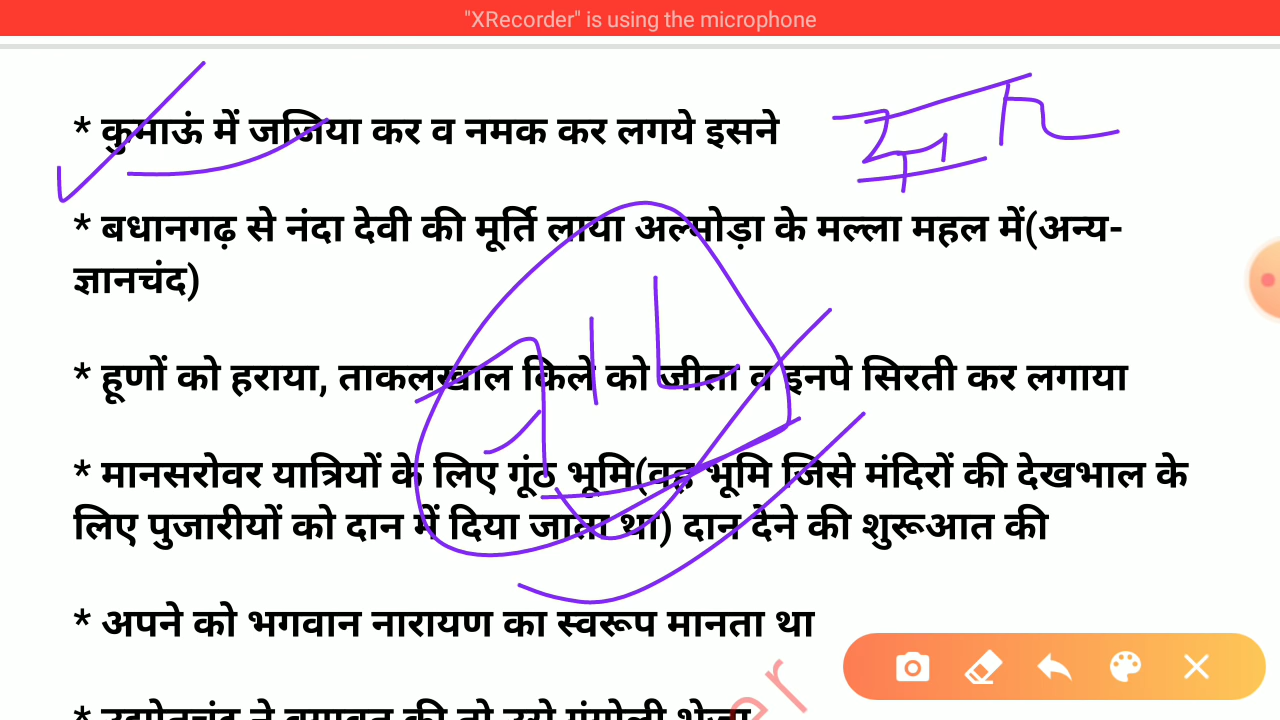 "XRecorder" is using the microphone
* कुमाऊं में जजिया कर व नमक कर लगये इसने
* बधानगढ़ से नंदा देवी की मूर्ति लाया अल्मोड़ा के मल्ला महल में(अन्य-
ज्ञानचंद)
* हूणों को हराया, ताकलखाल किले को जीता व इनपे सिरती कर लगाया
* मानसरोवर यात्रियों के लिए गूंठ भूमि(वह भूमि जिसे मंदिरों की देखभाल के
लिए पुजारीयों को दान में दिया जाता था) दान देने की शुरूआत की
* अपने को भगवान नारायण का स्वरूप मानता था